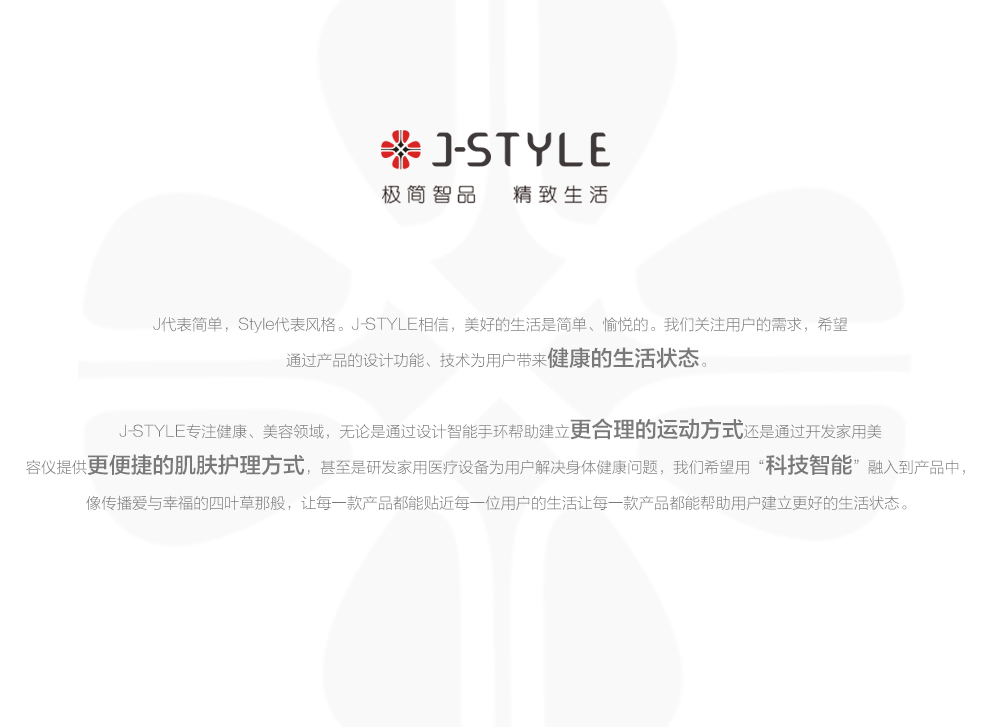 J-STYLE
极简智品 精致生活
J代表简单，Style代表风格。J-STYLE相信，美好的生活是简单、愉悦的。我们关注用户的需求，希望
通过产品的设计功能、技术为用户带来健康的生活状态。
J-STYLE专注健康、美容领域，无论是通过设计智能手环帮助建立更合理的运动方式还是通过开发家用美
容仪提供更便捷的肌肤护理方式，甚至是研发家用医疗设备为用户解决身体健康问题，我们希望用“科技智能”融入到产品中，
像传播爱与幸福的四叶草那般，让每一款产品都能贴近每一位用户的生活让每一款产品都能帮助用户建立更好的生活状态。